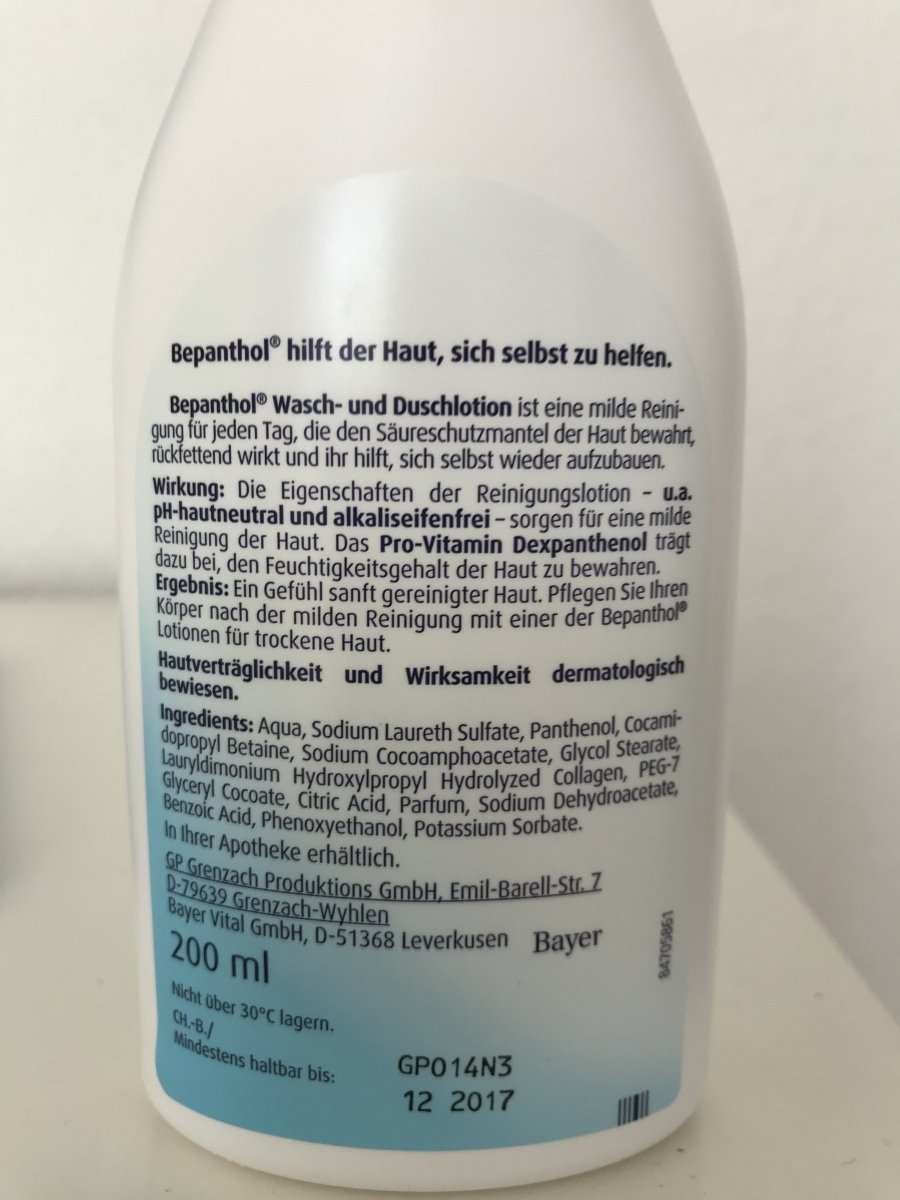 Bepanthol® hilft der Haut, sich selbst zu helfen.
Bepanthol® Wasch- und Duschlotion ist eine milde Reini-
gung für jeden Tag, die den Säureschutzmantel der Haut bewahrt,
rückfettend wirkt und ihr hilft, sich selbst wieder aufzubauen.
Wirkung: Die Eigenschaften der Reinigungslotion – u.a.
pH-hautneutral und alkaliseifenfrei – sorgen für eine milde
Reinigung der Haut. Das Pro-Vitamin Dexpanthenol trägt
dazu bei, den Feuchtigkeitsgehalt der Haut zu bewahren.
Ergebnis: Ein Gefühl sanft gereinigter Haut. Pflegen Sie Ihren
Körper nach der milden Reinigung mit einer der Bepanthol®
Lotionen für trockene Haut.
Hautverträglichkeit und Wirksamkeit dermatologisch
bewiesen.
Ingredients: Aqua, Sodium Laureth Sulfate, Panthenol, Cocami-
dopropyl Betaine, Sodium Cocoamphoacetate, Glycol Stearate,
Lauryldimonium Hydroxylpropyl Hydrolyzed Collagen, PEG-7
Glyceryl Cocoate, Citric Acid, Parfum, Sodium Dehydroacetate,
Benzoic Acid, Phenoxyethanol, Potassium Sorbate.
In Ihrer Apotheke erhältlich.
GP Grenzach Produktions GmbH, Emil-Barell-Str. 7
D-79639 Grenzach-Wyhlen
Bayer Vital GmbH, D-51368 Leverkusen Bayer
84705861
200 ml
Nicht über 30°C lagern.
CH.-B./
Mindestens haltbar bis:
GP014N3
12 2017